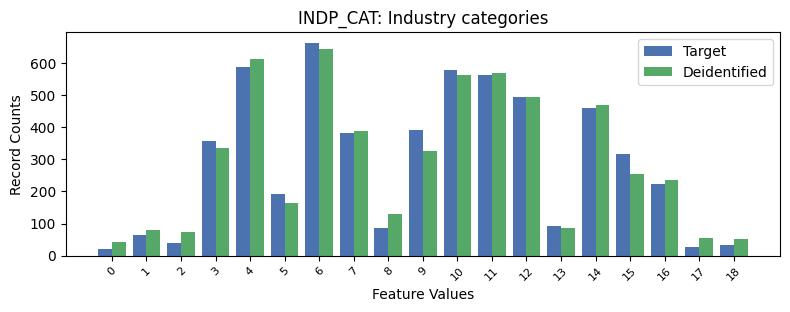 INDP_CAT: Industry categories
Target
Deidentified
Record Counts
600
500
400
300
200
100
0
0 1 2 3 4 5 6 7 8 9 10 11 12 13 14 15 16 17 18
Feature Values